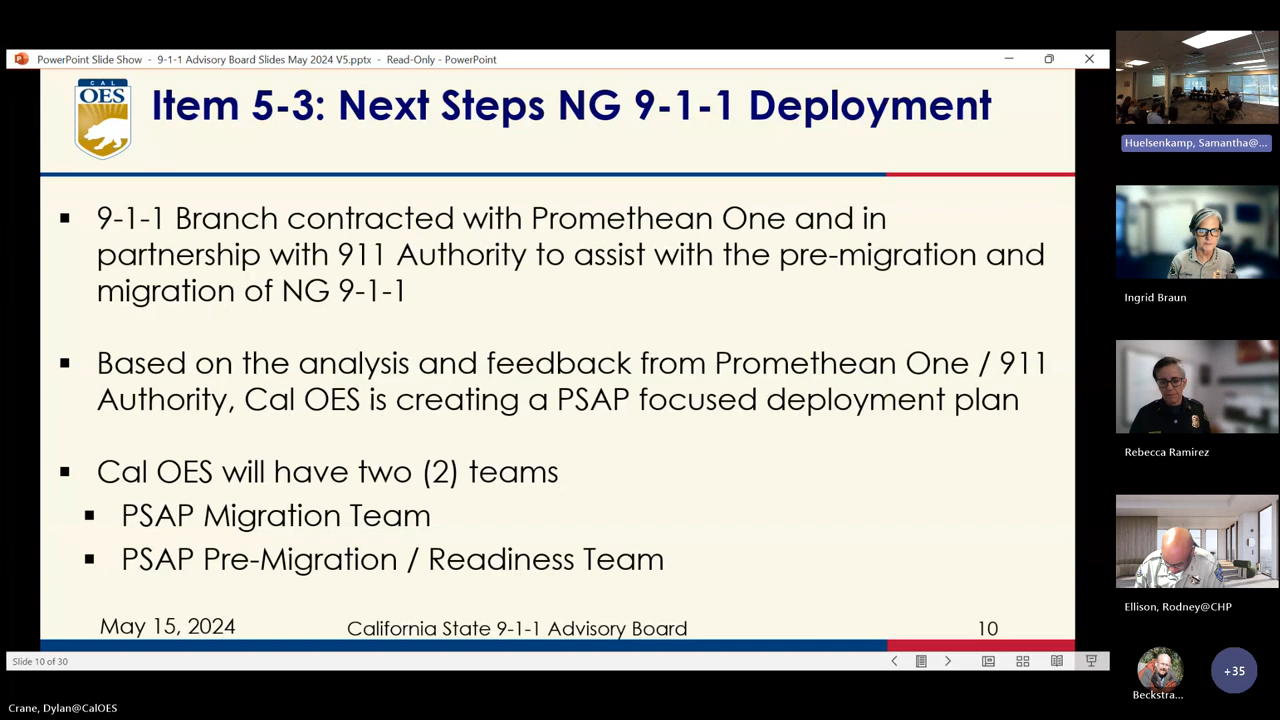 PowerPoint Slide Show - 9-1-1 Advisory Board Slides May 2024 V5.pptx - Read-Only - PowerPoint
CAL
OES
Item 5-3: Next Steps NG 9-1-1 Deployment
▪ 9-1-1 Branch contracted with Promethean One and in
partnership with 911 Authority to assist with the pre-migration and
migration of NG 9-1-1
▪ Based on the analysis and feedback from Promethean One / 911
Authority, Cal OES is creating a PSAP focused deployment plan
▪ Cal OES will have two (2) teams
▪ PSAP Migration Team
▪ PSAP Pre-Migration / Readiness Team
May 15, 2024
California State 9-1-1 Advisory Board
10
Slide 10 of 30
Crane, Dylan@CalOES
Huelsenkamp, Samantha@...
Ingrid Braun
Rebecca Ramirez
Ellison, Rodney@CHP
Beckstra...
+35